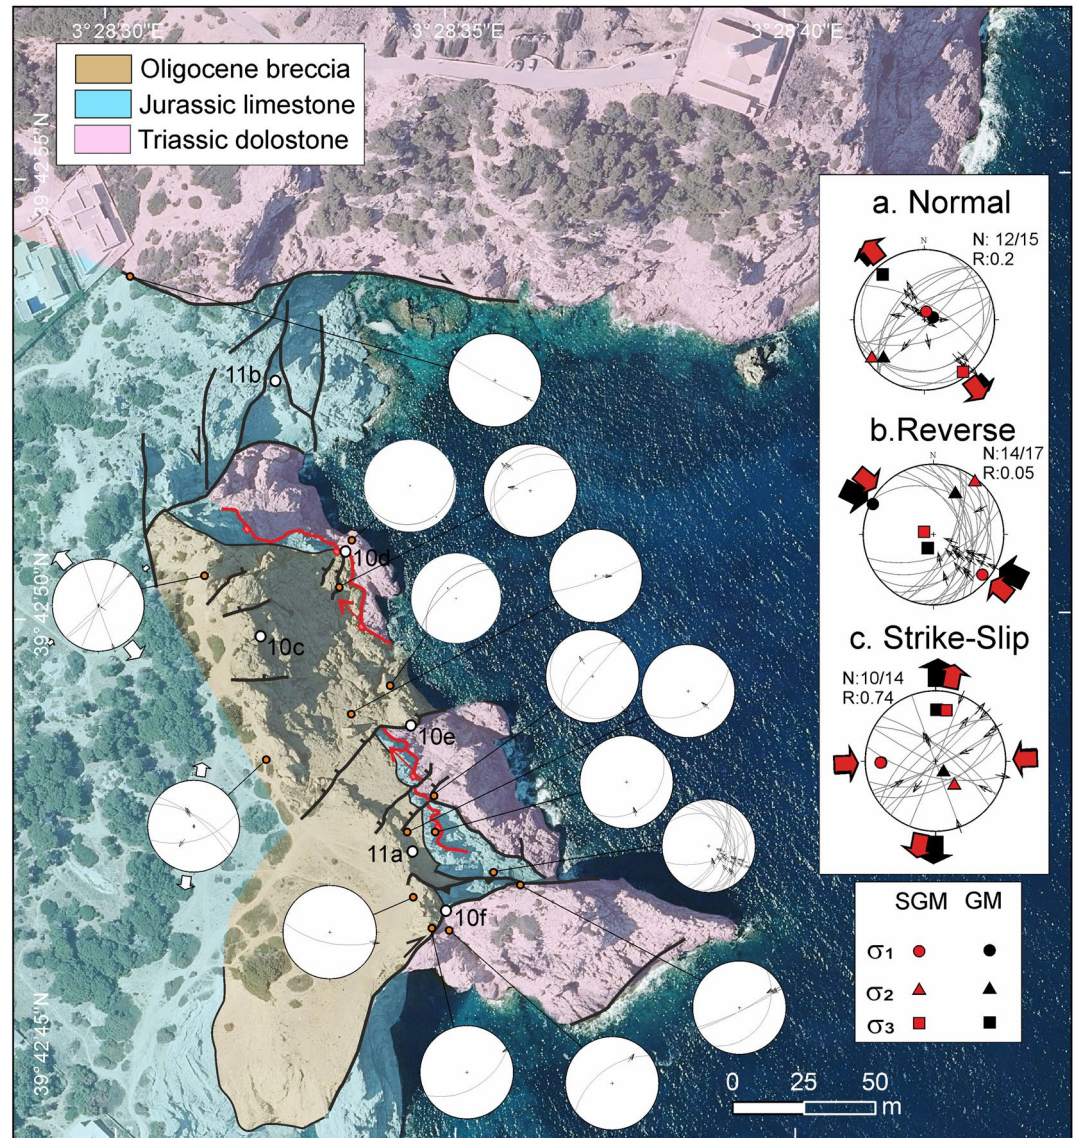 3°28'30"E
3°28'35"E
3°28'40"E
39°42'55"N
39°42'50"N
39°42'45"N
Oligocene breccia
Jurassic limestone
Triassic dolostone
11b
10d
10c
10e
11a
10f
a. Normal
N: 12/15
R:0.2
N
b.Reverse
N:14/17
R:0.05
N
c. Strike-Slip
N:10/14
R:0.74
N
SGM GM
σ1
σ2
σ3
0 25 50
m